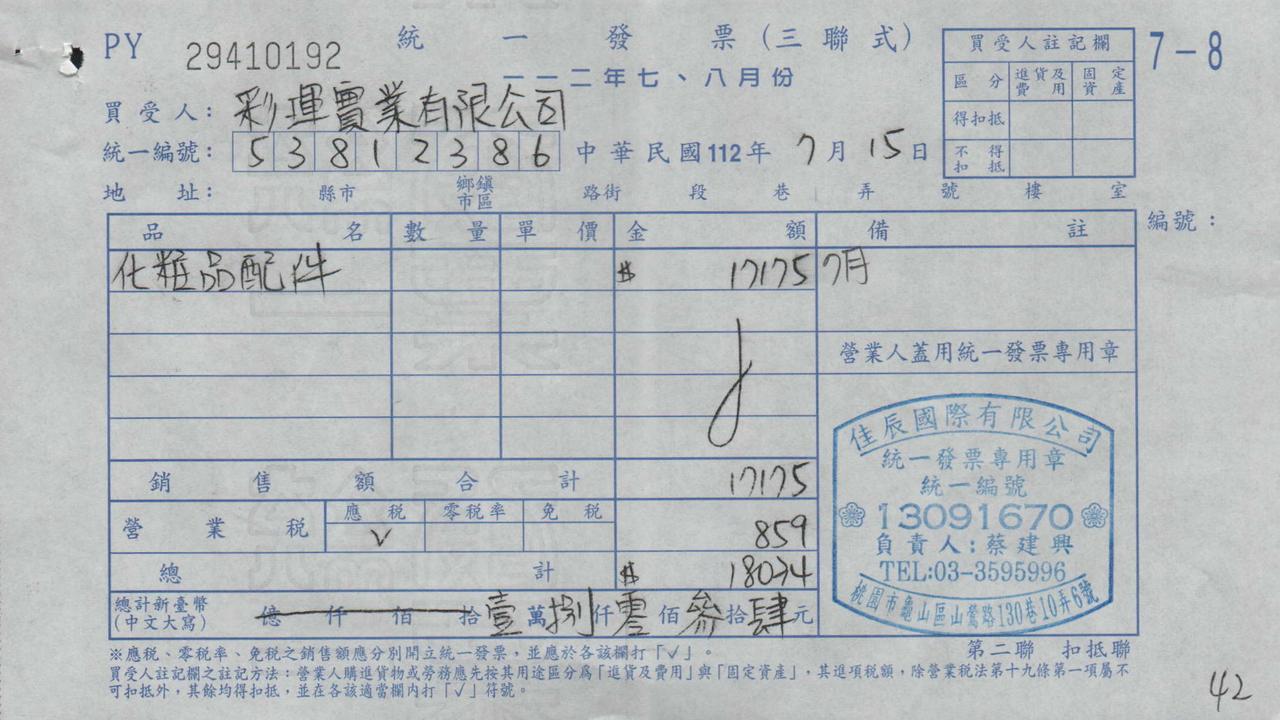 PY 29410192 統一發票(三聯式) 7-8
一一二年七、八月份
買受人: 彩琿實業有限公司
統一編號: 53812386 中華民國112年7月15日
地址: 縣市 鄉鎮市區 路街 段 巷 弄 號 樓 室
買受人註記欄
區分 進貨及費用 固定資產
得扣抵
不得扣抵
編號:
品名 數量 單價 金額 備註
化粧品配件 $ 17175 7月
營業人蓋用統一發票專用章
銷售額合計 17175
營業稅 應稅 零稅率 免稅 859
V
總計 $ 18034
總計新臺幣(中文大寫) 億 仟 佰 拾 壹 萬 捌 仟 零 佰 參 拾 肆 元
佳辰國際有限公司
統一發票專用章
統一編號
13091670
負責人:蔡建興
TEL:03-3595996
桃園市龜山區山鶯路130巷10弄6號
※應稅、零稅率、免稅之銷售額應分別開立統一發票,並應於各該欄打「√」。
第二聯 扣抵聯
買受人註記欄之註記方法:營業人購進貨物或勞務應先按其用途區分為「進貨及費用」與「固定資產」,其進項稅額,除營業稅法第十九條第一項屬不
可扣抵外,其餘均得扣抵,並在各該適當欄內打「√」符號。
42